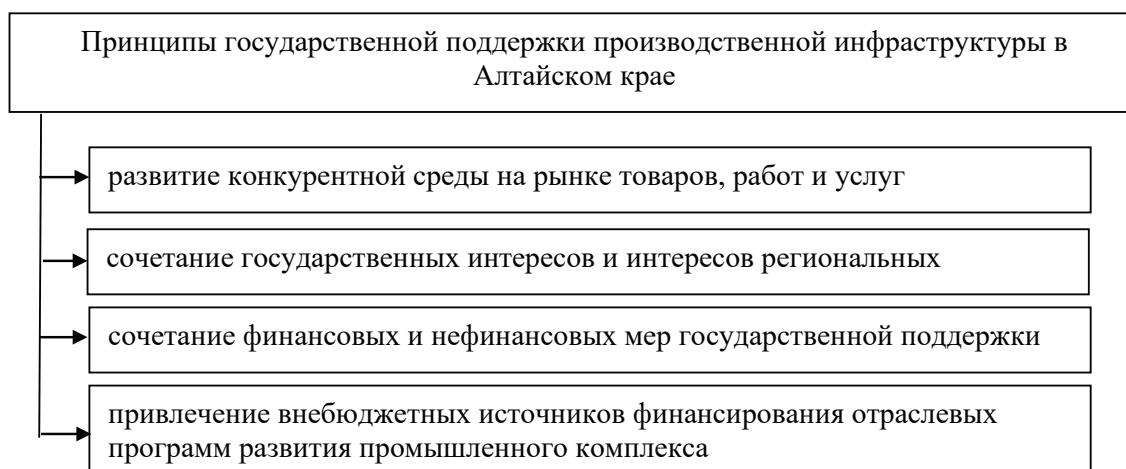 Принципы государственной поддержки производственной инфраструктуры в
Алтайском крае
развитие конкурентной среды на рынке товаров, работ и услуг
сочетание государственных интересов и интересов региональных
сочетание финансовых и нефинансовых мер государственной поддержки
привлечение внебюджетных источников финансирования отраслевых
программ развития промышленного комплекса